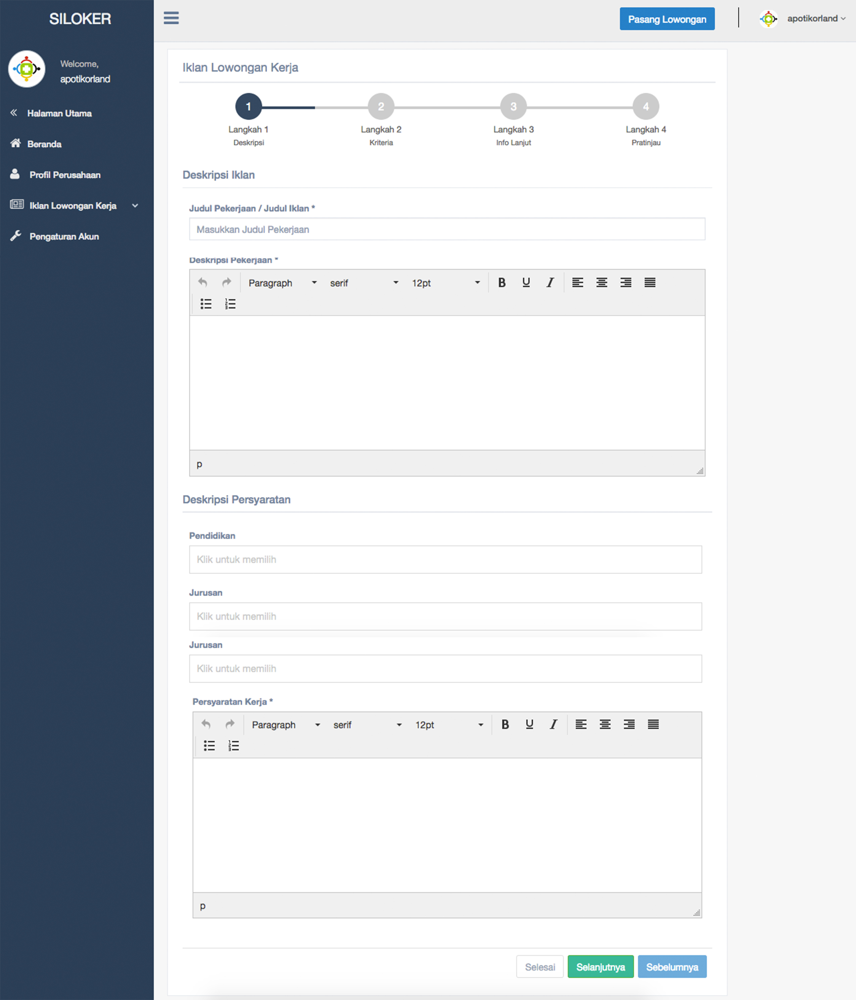 SILOKER
Pasang Lowongan
apotikorland
Welcome,
apotikorland
Halaman Utama
Beranda
Profil Perusahaan
Iklan Lowongan Kerja
Pengaturan Akun
Iklan Lowongan Kerja
1 2 3 4
Langkah 1 Langkah 2 Langkah 3 Langkah 4
Deskripsi Kriteria Info Lanjut Pratinjau
Deskripsi Iklan
Judul Pekerjaan / Judul Iklan *
Masukkan Judul Pekerjaan
Deskripsi Pekerjaan *
Paragraph serif 12pt B U I
p
Deskripsi Persyaratan
Pendidikan
Klik untuk memilih
Jurusan
Klik untuk memilih
Jurusan
Klik untuk memilih
Persyaratan Kerja *
Paragraph serif 12pt B U I
p
Selesai Selanjutnya Sebelumnya